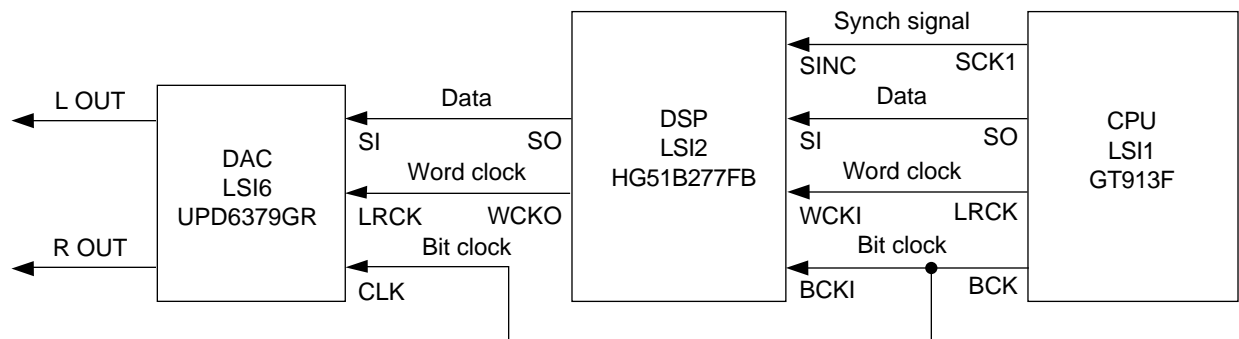 Synch signal
SINC SCK1
L OUT
Data
SI SO
Data
SI SO
DAC
LSI6
UPD6379GR
DSP
LSI2
HG51B277FB
CPU
LSI1
GT913F
Word clock
LRCK WCKO
Word clock
WCKI LRCK
R OUT
Bit clock
CLK
Bit clock
BCKI BCK